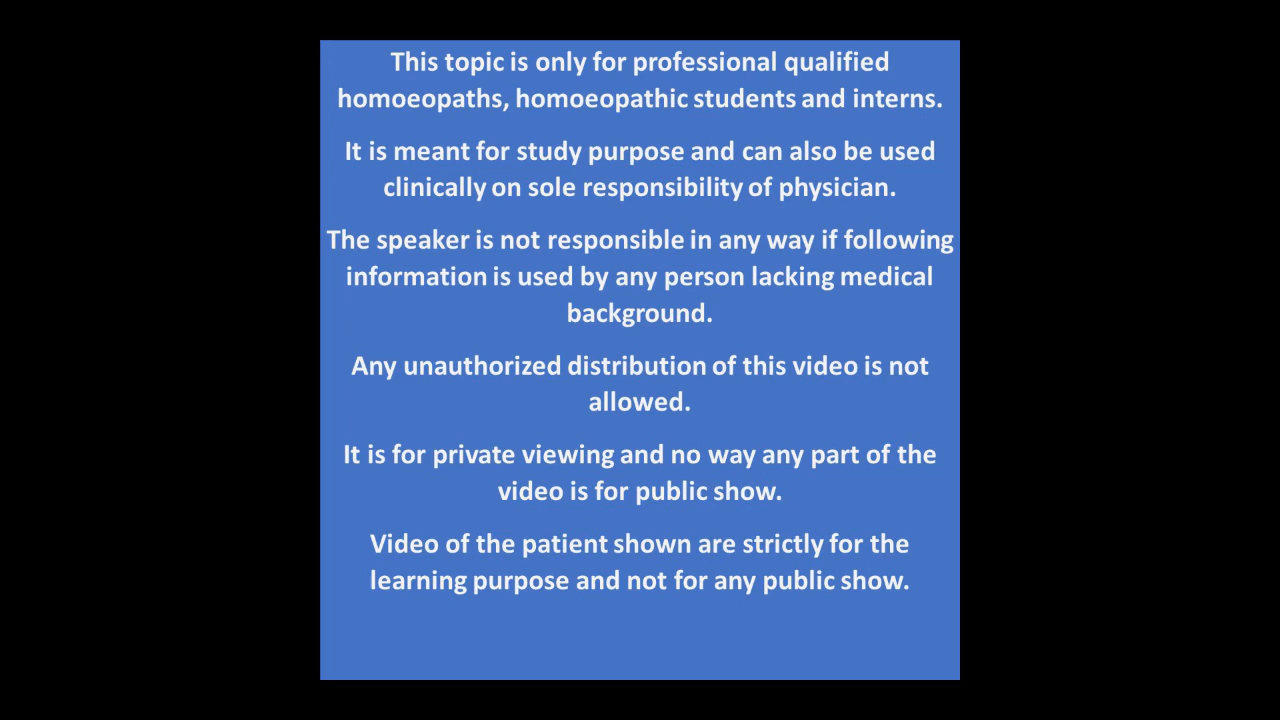 This topic is only for professional qualified
homoeopaths, homoeopathic students and interns.
It is meant for study purpose and can also be used
clinically on sole responsibility of physician.
The speaker is not responsible in any way if following
information is used by any person lacking medical
background.
Any unauthorized distribution of this video is not
allowed.
It is for private viewing and no way any part of the
video is for public show.
Video of the patient shown are strictly for the
learning purpose and not for any public show.